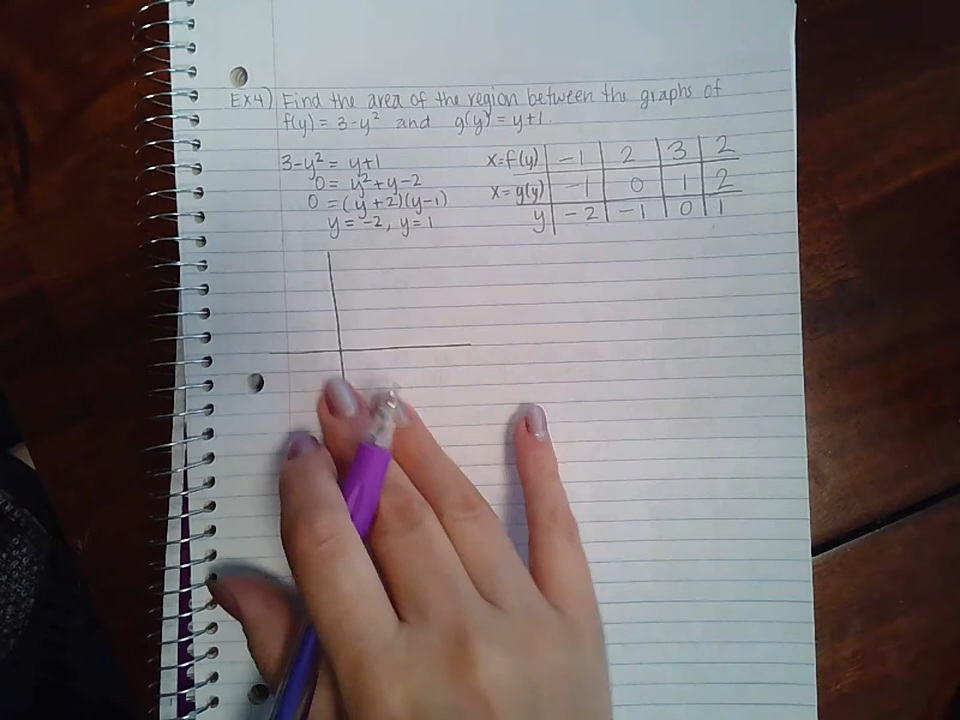 Ex4) Find the area of the region between the graphs of
f(y) = 3-y² and g(y) = y+1.
3-y² = y+1
0 = y²+y-2
0 = (y+2)(y-1)
y = -2, y = 1
x=f(y) -1 2 3 2
x=g(y) -1 0 1 2
y -2 -1 0 1